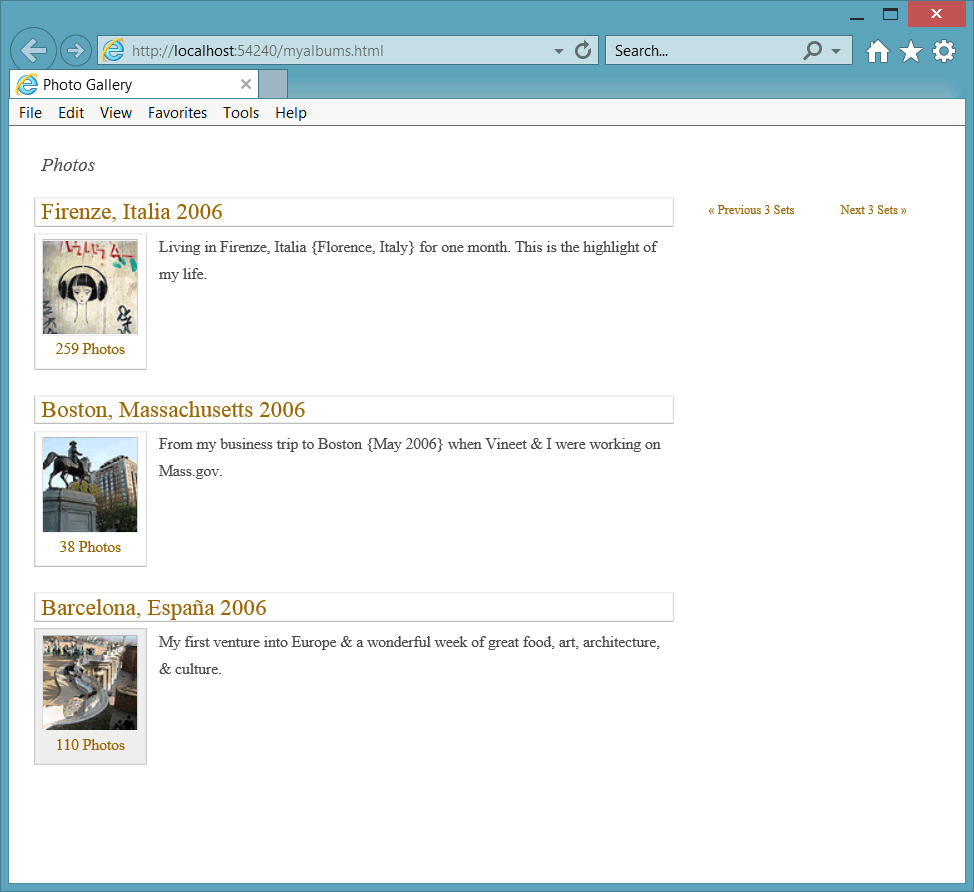 http://localhost:54240/myalbums.html
Search...
Photo Gallery
File Edit View Favorites Tools Help
Photos
Firenze, Italia 2006
« Previous 3 Sets Next 3 Sets »
Living in Firenze, Italia {Florence, Italy} for one month. This is the highlight of
my life.
259 Photos
Boston, Massachusetts 2006
From my business trip to Boston {May 2006} when Vineet & I were working on
Mass.gov.
38 Photos
Barcelona, España 2006
My first venture into Europe & a wonderful week of great food, art, architecture,
& culture.
110 Photos